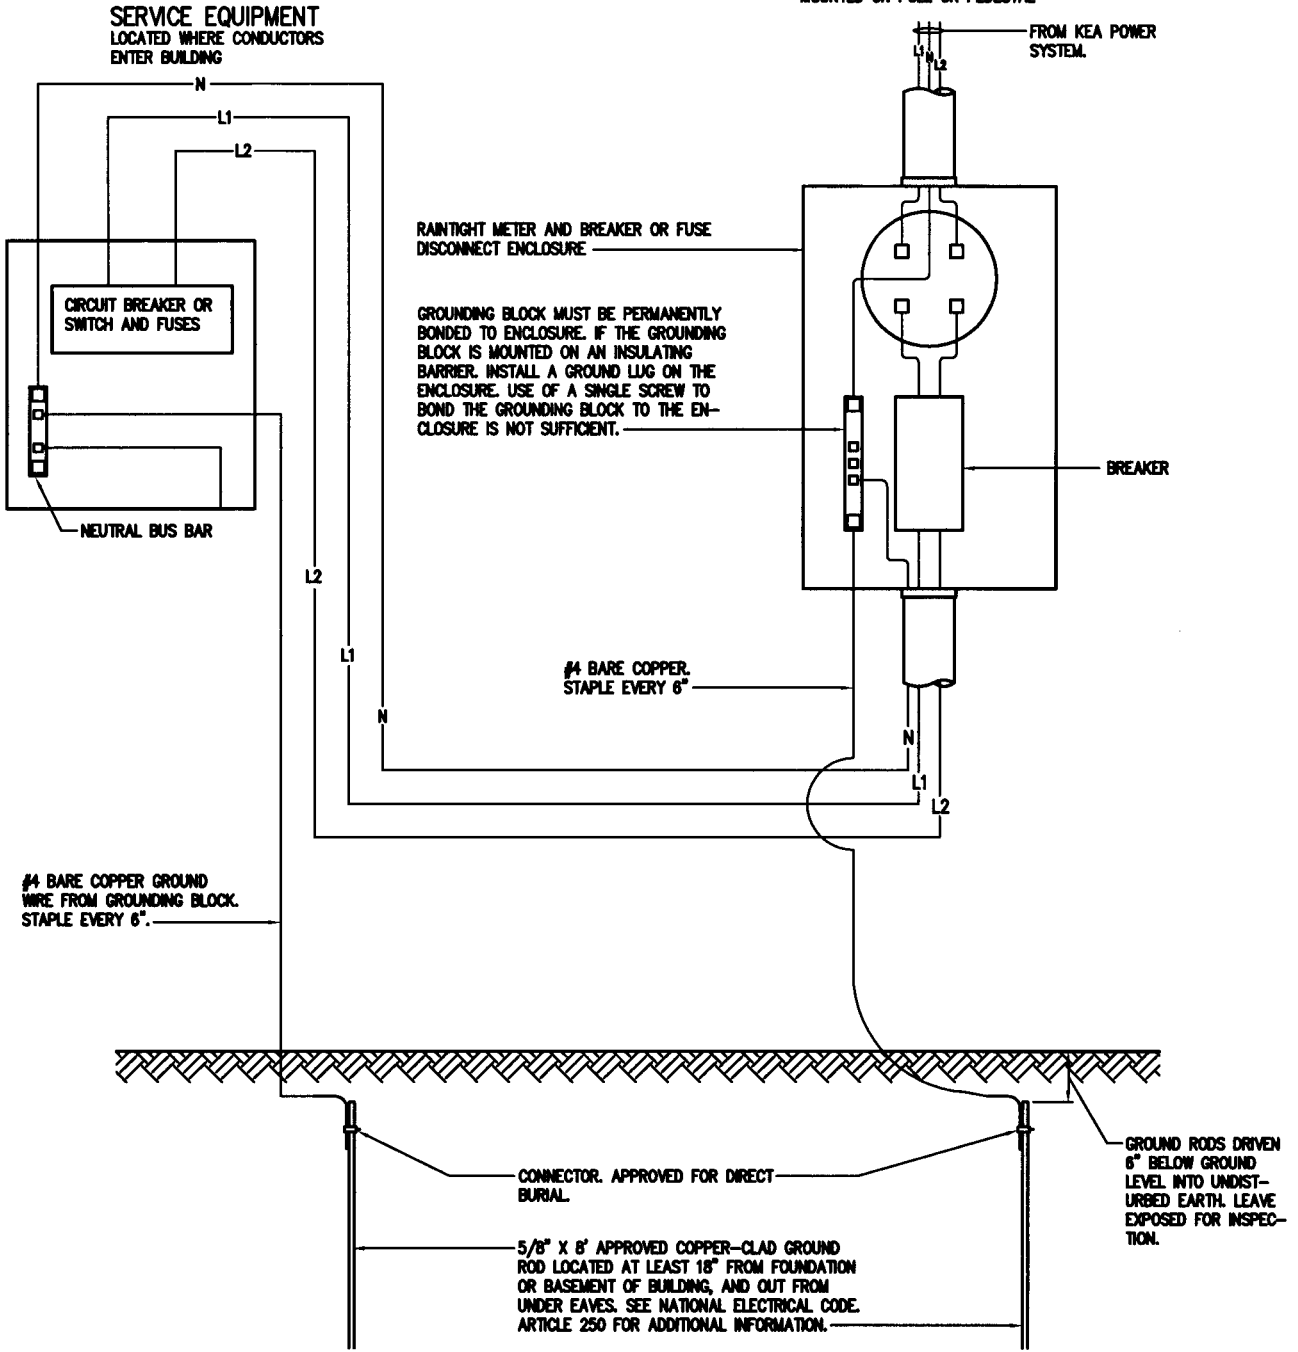 SERVICE EQUIPMENT
LOCATED WHERE CONDUCTORS
ENTER BUILDING
FROM KEA POWER
SYSTEM.
L1
N
L2
N
L1
L2
RAINTIGHT METER AND BREAKER OR FUSE
DISCONNECT ENCLOSURE
CIRCUIT BREAKER OR
SWITCH AND FUSES
GROUNDING BLOCK MUST BE PERMANENTLY
BONDED TO ENCLOSURE. IF THE GROUNDING
BLOCK IS MOUNTED ON AN INSULATING
BARRIER. INSTALL A GROUND LUG ON THE
ENCLOSURE. USE OF A SINGLE SCREW TO
BOND THE GROUNDING BLOCK TO THE EN-
CLOSURE IS NOT SUFFICIENT.
BREAKER
NEUTRAL BUS BAR
L2
L1
N
#4 BARE COPPER.
STAPLE EVERY 6"
N
L1
L2
#4 BARE COPPER GROUND
WIRE FROM GROUNDING BLOCK.
STAPLE EVERY 6".
CONNECTOR. APPROVED FOR DIRECT
BURIAL.
GROUND RODS DRIVEN
6" BELOW GROUND
LEVEL INTO UNDIST-
URBED EARTH. LEAVE
EXPOSED FOR INSPEC-
TION.
5/8" X 8' APPROVED COPPER-CLAD GROUND
ROD LOCATED AT LEAST 18" FROM FOUNDATION
OR BASEMENT OF BUILDING, AND OUT FROM
UNDER EAVES. SEE NATIONAL ELECTRICAL CODE.
ARTICLE 250 FOR ADDITIONAL INFORMATION.